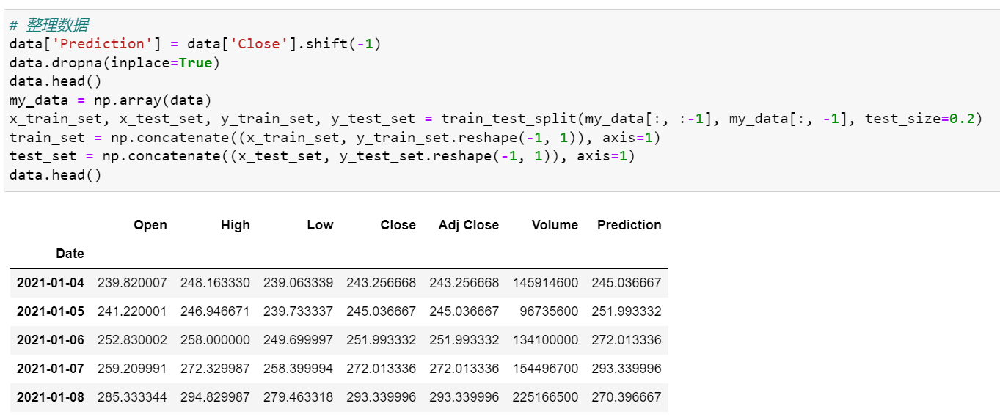 # 整理数据
data['Prediction'] = data['Close'].shift(-1)
data.dropna(inplace=True)
data.head()
my_data = np.array(data)
x_train_set, x_test_set, y_train_set, y_test_set = train_test_split(my_data[:, :-1], my_data[:, -1], test_size=0.2)
train_set = np.concatenate((x_train_set, y_train_set.reshape(-1, 1)), axis=1)
test_set = np.concatenate((x_test_set, y_test_set.reshape(-1, 1)), axis=1)
data.head()
Open High Low Close Adj Close Volume Prediction
Date
2021-01-04 239.820007 248.163330 239.063339 243.256668 243.256668 145914600 245.036667
2021-01-05 241.220001 246.946671 239.733337 245.036667 245.036667 96735600 251.993332
2021-01-06 252.830002 258.000000 249.699997 251.993332 251.993332 134100000 272.013336
2021-01-07 259.209991 272.329987 258.399994 272.013336 272.013336 154496700 293.339996
2021-01-08 285.333344 294.829987 279.463318 293.339996 293.339996 225166500 270.396667